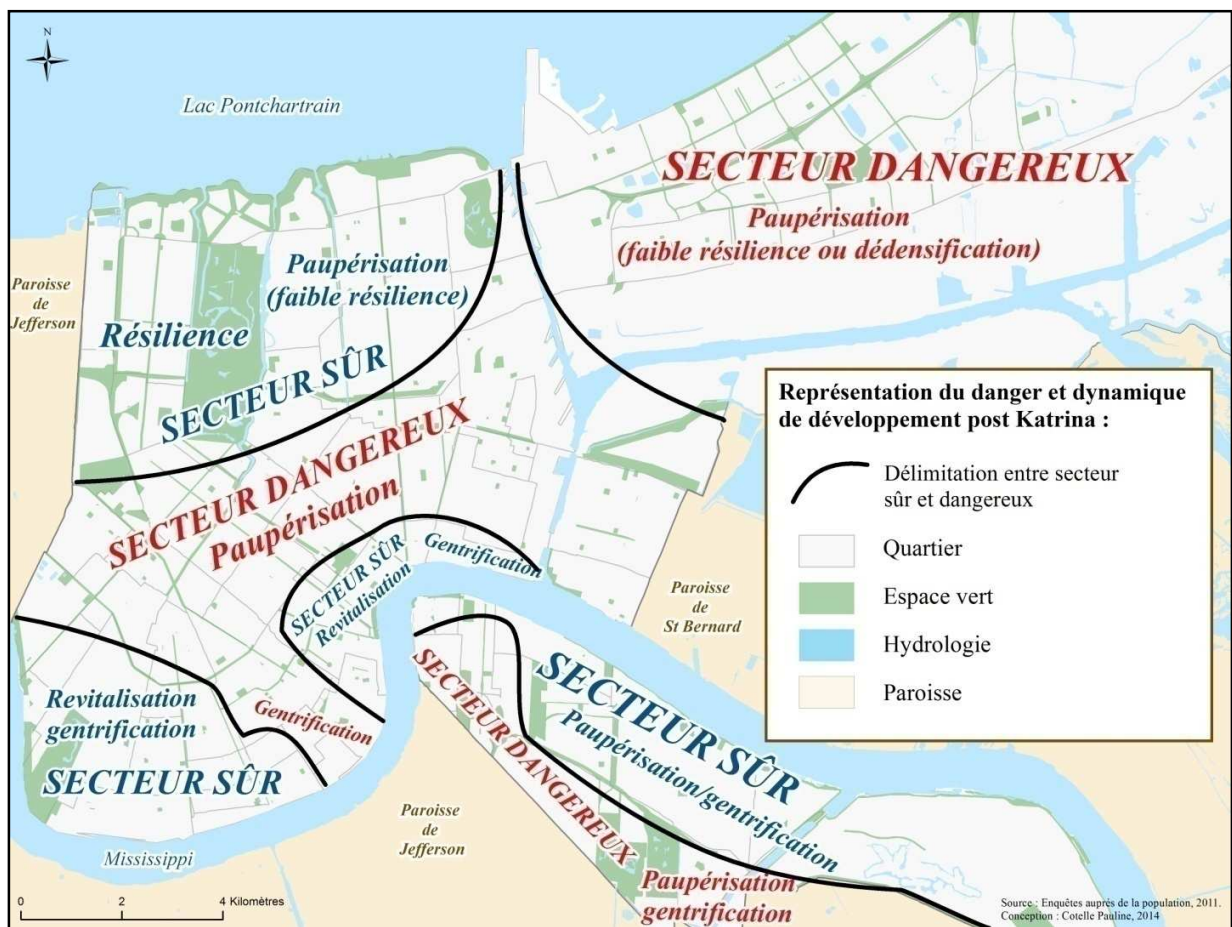 N
Lac Pontchartrain
SECTEUR DANGEREUX
Paupérisation
(faible résilience ou dédensification)
Paupérisation
(faible résilience)
Paroisse
de
Jefferson
Résilience
SECTEUR SÛR
SECTEUR DANGEREUX
Paupérisation
SECTEUR SÛR
Revitalisation
Gentrification
Représentation du danger et dynamique
de développement post Katrina :
Délimitation entre secteur
sûr et dangereux
Quartier
Espace vert
Hydrologie
Paroisse
Paroisse
de
St Bernard
Revitalisation
gentrification
SECTEUR SÛR
Gentrification
SECTEUR DANGEREUX
SECTEUR SÛR
Paupérisation/gentrification
Paroisse
de
Jefferson
Paupérisation
gentrification
Mississippi
0 2 4 Kilomètres
Source : Enquêtes auprès de la population, 2011.
Conception : Cotelle Pauline, 2014